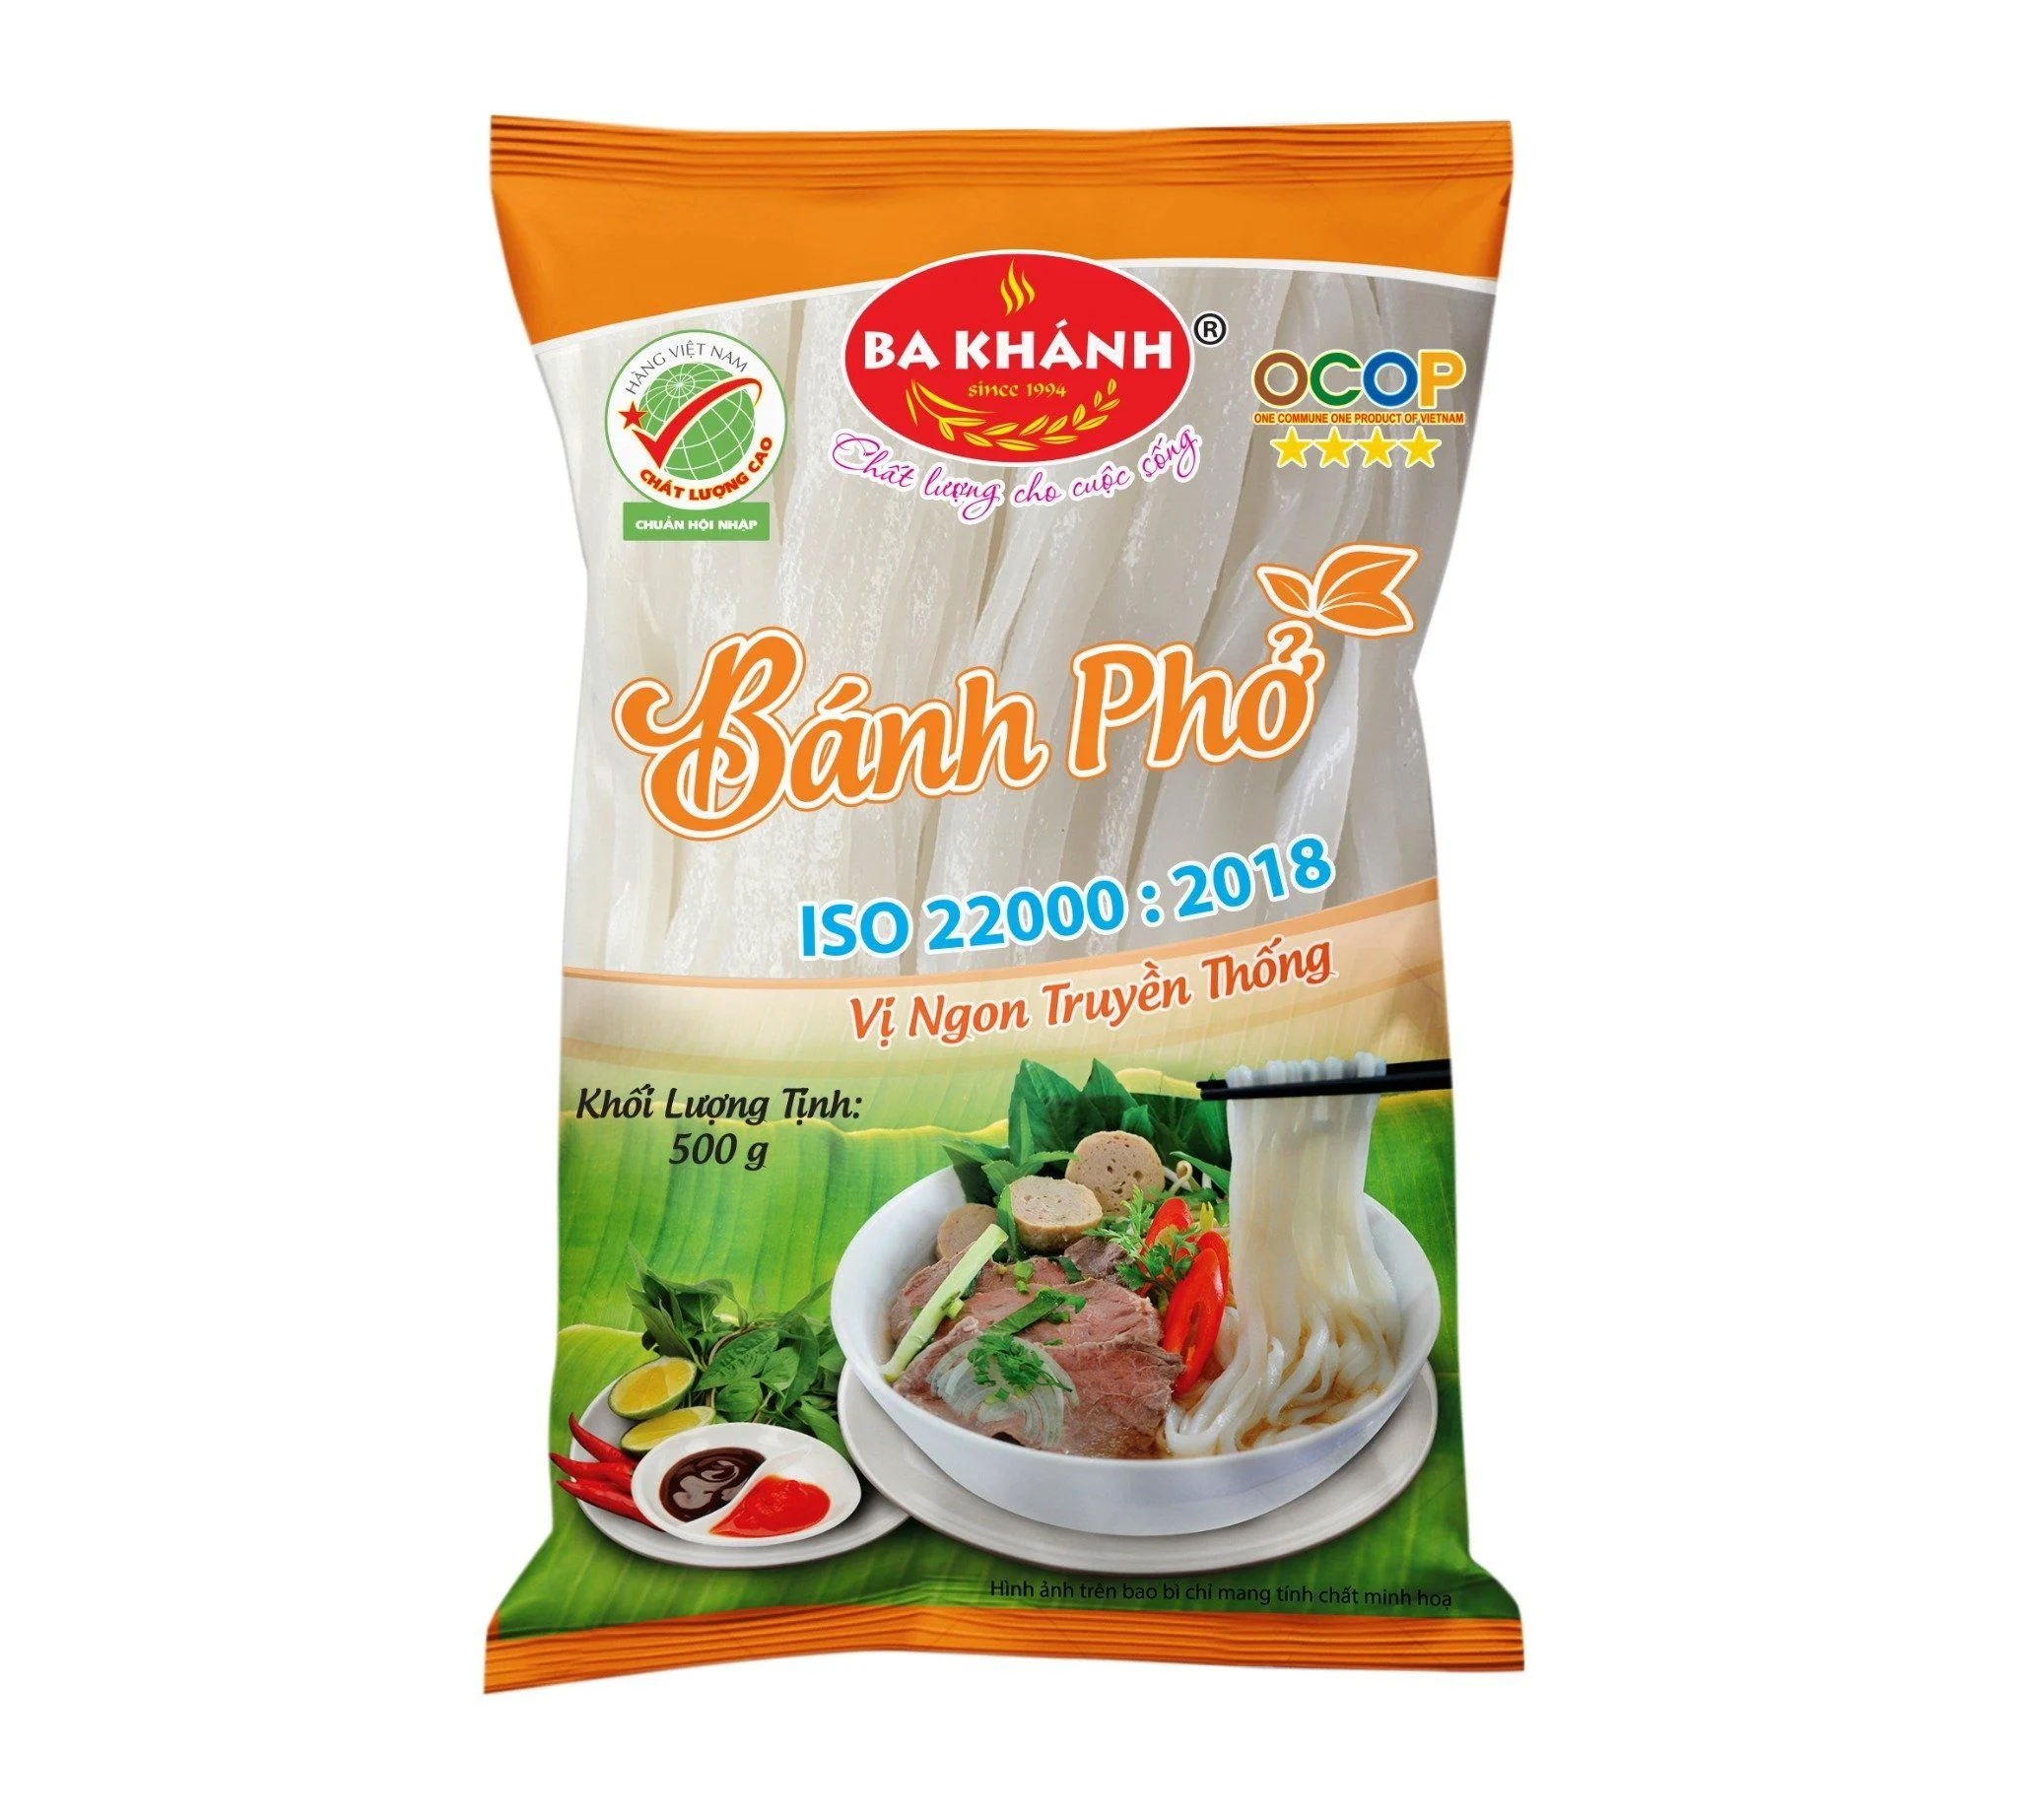 BA KHÁNH ®
since 1994
Chất lượng cho cuộc sống
HÀNG VIỆT NAM
CHẤT LƯỢNG CAO
CHUẨN HỘI NHẬP
OCOP
ONE COMMUNE ONE PRODUCT OF VIETNAM
Bánh Phở
ISO 22000 : 2018
Vị Ngon Truyền Thống
Khối Lượng Tịnh:
500 g
Hình ảnh trên bao bì chỉ mang tính chất minh hoạ